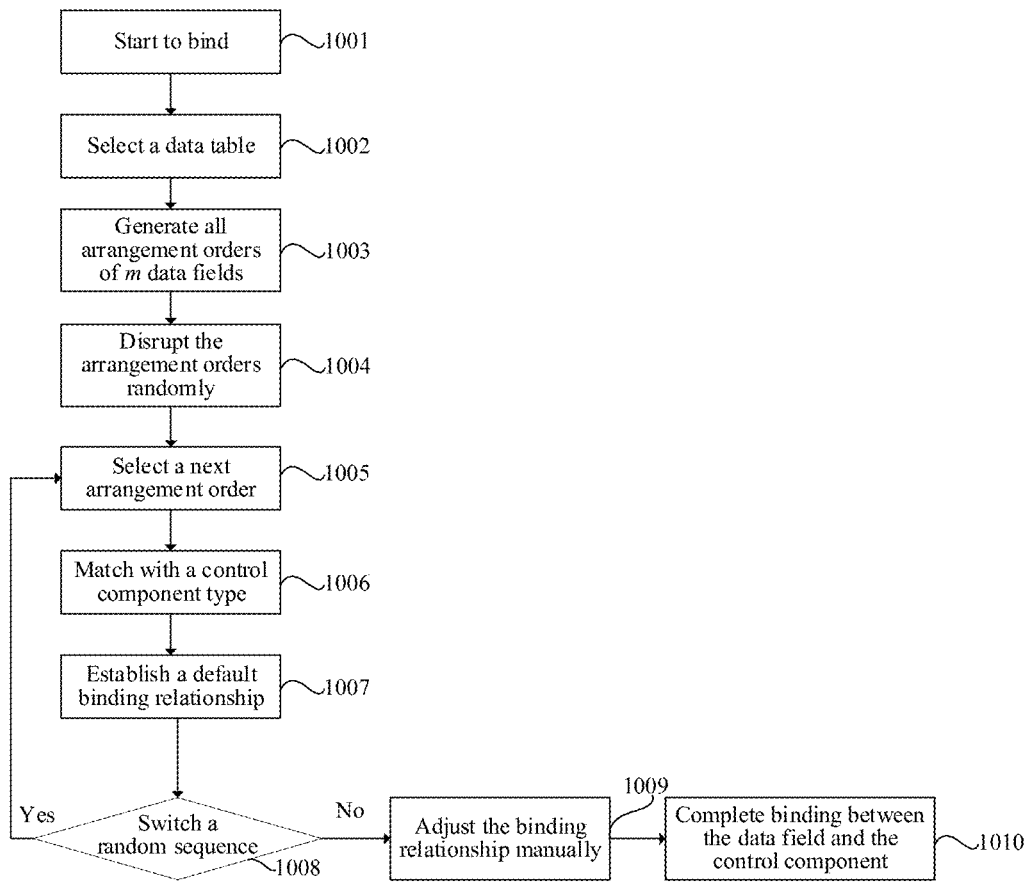 Start to bind
1001
Select a data table
1002
Generate all
arrangement orders
of m data fields
1003
Disrupt the
arrangement orders
randomly
1004
Select a next
arrangement order
1005
Match with a control
component type
1006
Establish a default
binding relationship
1007
Yes
Switch a
random sequence
1008
No
Adjust the binding
relationship manually
1009
Complete binding between
the data field and the
control component
1010